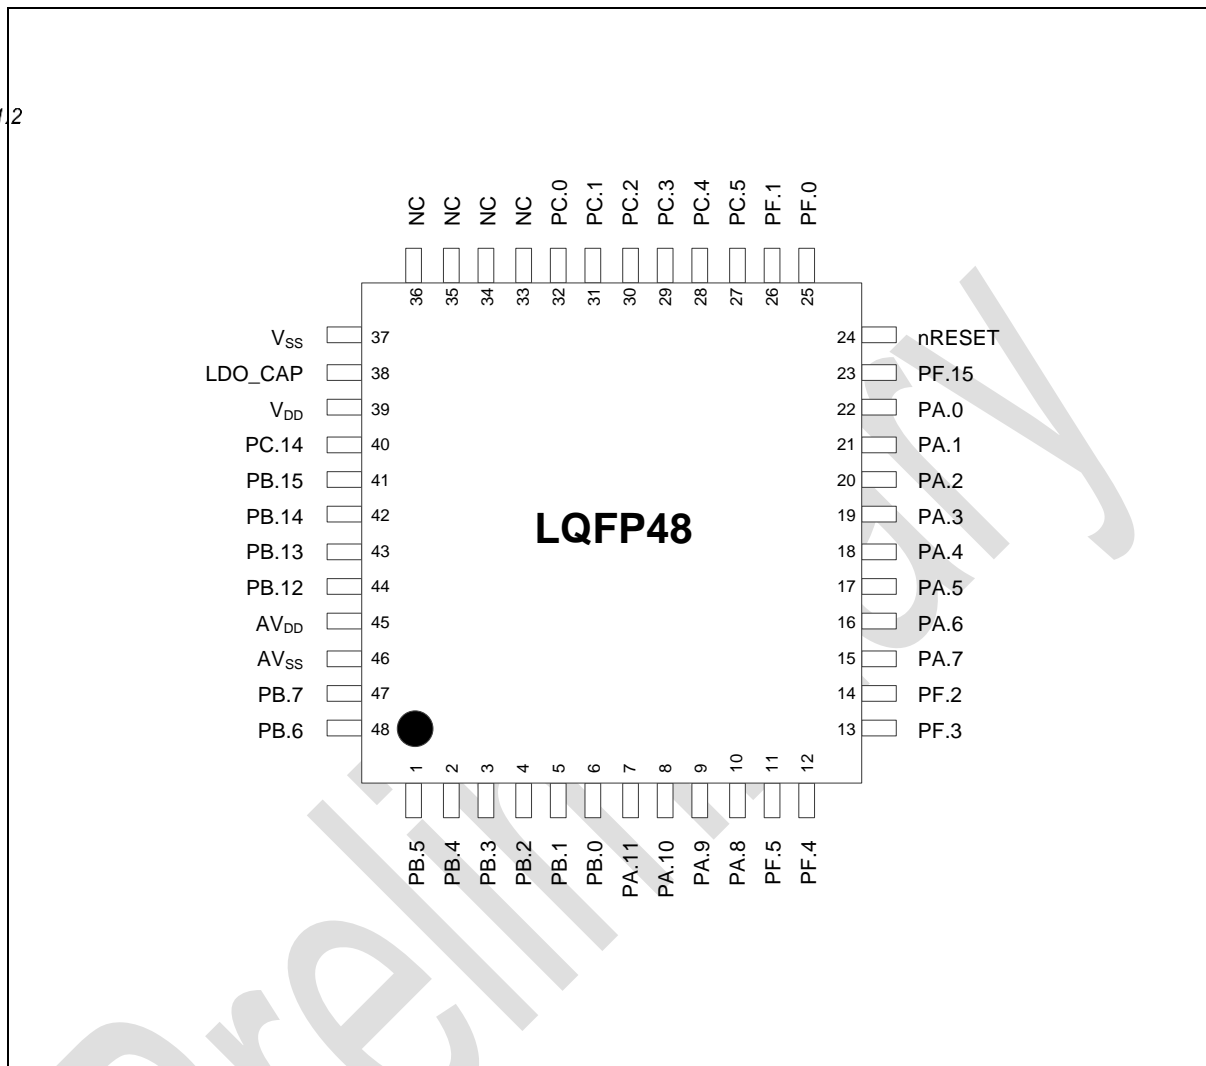 1.2
NC NC NC NC PC.0 PC.1 PC.2 PC.3 PC.4 PC.5 PF.1 PF.0
36 35 34 33 32 31 30 29 28 27 26 25
VSS 37 24 nRESET
LDO_CAP 38 23 PF.15
VDD 39 22 PA.0
PC.14 40 21 PA.1
PB.15 41 20 PA.2
PB.14 42 19 PA.3
LQFP48
PB.13 43 18 PA.4
PB.12 44 17 PA.5
AVDD 45 16 PA.6
AVSS 46 15 PA.7
PB.7 47 14 PF.2
PB.6 48 13 PF.3
1 2 3 4 5 6 7 8 9 10 11 12
PB.5 PB.4 PB.3 PB.2 PB.1 PB.0 PA.11 PA.10 PA.9 PA.8 PF.5 PF.4